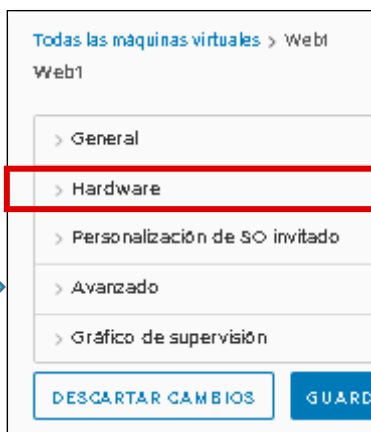 Todas las máquinas virtuales > Web1
Web1
> General
> Hardware
> Personalización de SO invitado
> Avanzado
> Gráfico de supervisión
DESCARTAR CAMBIOS GUARD